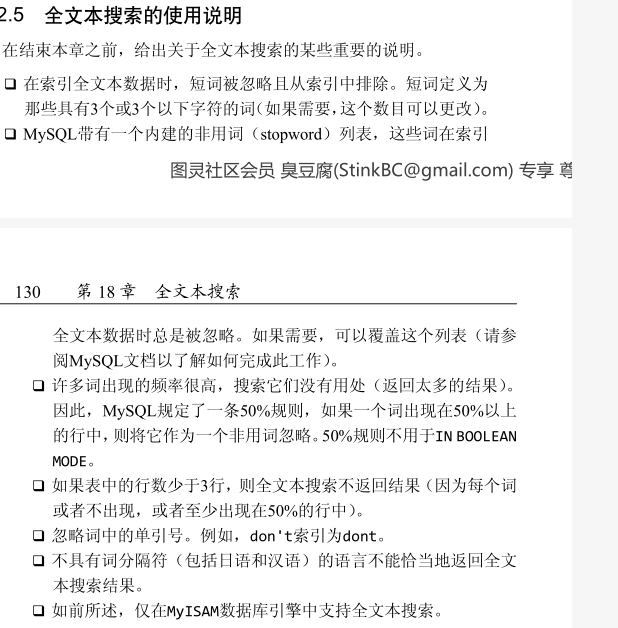 2.5 全文本搜索的使用说明
在结束本章之前，给出关于全文本搜索的某些重要的说明。
❑ 在索引全文本数据时，短词被忽略且从索引中排除。短词定义为
那些具有3个或3个以下字符的词（如果需要，这个数目可以更改）。
❑ MySQL带有一个内建的非用词（stopword）列表，这些词在索引
图灵社区会员 臭豆腐(StinkBC@gmail.com) 专享 尊
130 第 18 章 全文本搜索
全文本数据时总是被忽略。如果需要，可以覆盖这个列表（请参
阅MySQL文档以了解如何完成此工作）。
❑ 许多词出现的频率很高，搜索它们没有用处（返回太多的结果）。
因此，MySQL规定了一条50%规则，如果一个词出现在50%以上
的行中，则将它作为一个非用词忽略。50%规则不用于IN BOOLEAN
MODE。
❑ 如果表中的行数少于3行，则全文本搜索不返回结果（因为每个词
或者不出现，或者至少出现在50%的行中）。
❑ 忽略词中的单引号。例如，don't索引为dont。
❑ 不具有词分隔符（包括日语和汉语）的语言不能恰当地返回全文
本搜索结果。
❑ 如前所述，仅在MyISAM数据库引擎中支持全文本搜索。